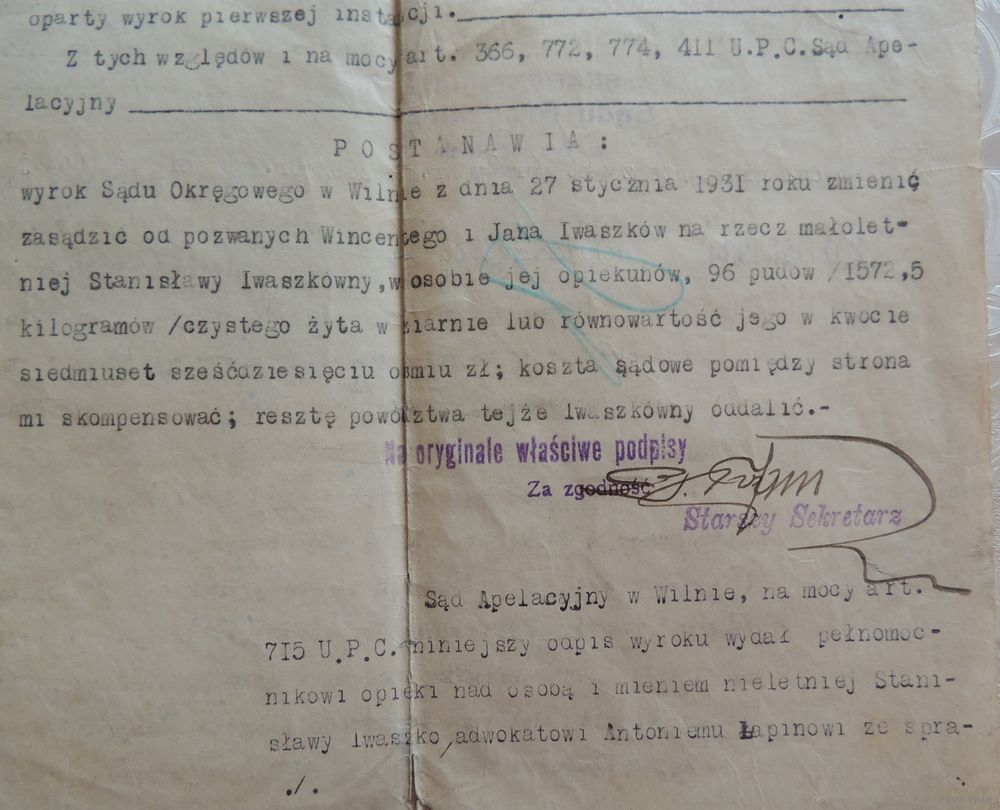 oparty wyrok pierwszej instancji.
Z tych względów i na mocy art. 366, 772, 774, 411 U.P.C. Sąd Ape-
lacyjny
POSTANAWIA:
wyrok Sądu Okręgowego w Wilnie z dnia 27 stycznia 1931 roku zmienić
zasądzić od pozwanych Wincentego i Jana Iwaszków na rzecz małolet-
niej Stanisławy Iwaszkówny, w osobie jej opiekunów, 96 pudow /1572,5
kilogramów /czystego żyta w ziarnie lub równowartość jego w kwocie
siedmiuset sześćdziesięciu ośmiu zł; koszta sądowe pomiędzy strona
mi skompensować; resztę powództwa tejże Iwaszkówny oddalić.-
Na oryginale właściwe podpisy
Za zgodność
Starszy Sekretarz
Sąd Apelacyjny w Wilnie, na mocy art.
715 U.P.C. niniejszy odpis wyroku wydał pełnomoc-
nikowi opieki nad osobą i mieniem nieletniej Stani-
sławy Iwaszko, adwokatowi Antoniemu Łapinowi ze spra-
./.